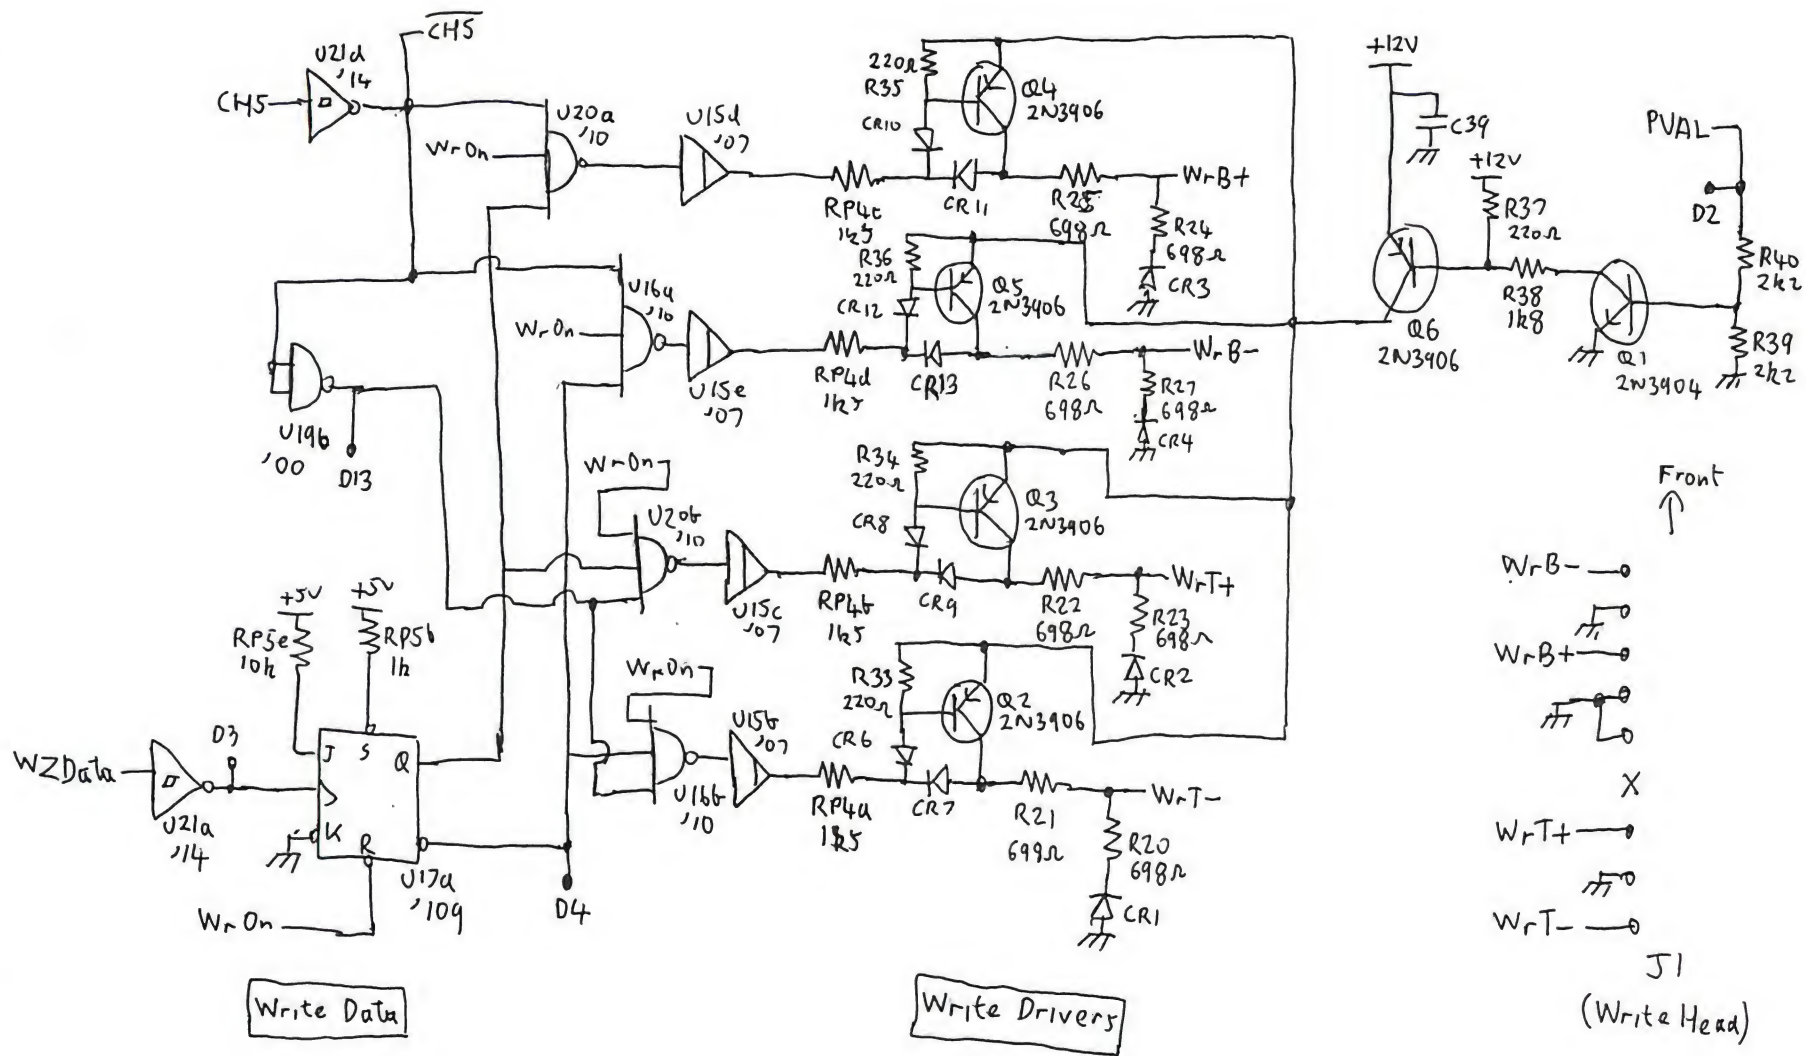 CH5
U21d
'14
CH5
U20a
'10
WrOn
U15d
'07
220Ω
R35
CR10
Q4
2N3906
RP4c
1k5
CR11
R25
698Ω
WrB+
R24
698Ω
CR3
+12V
C39
+12V
R37
220Ω
PVAL
D2
R40
2k2
R38
1k8
Q6
2N3906
Q1
2N3904
R39
2k2
U16a
'10
WrOn
U15e
'07
R36
220Ω
CR12
Q5
2N3906
RP4d
1k5
CR13
R26
698Ω
WrB-
R27
698Ω
CR4
U19b
'00
D13
WrOn
U20b
'10
U15c
'07
R34
220Ω
CR8
Q3
2N3906
RP4b
1k5
CR9
R22
698Ω
WrT+
R23
698Ω
CR2
+5V
RP5e
10k
+5V
RP5b
1k
WrOn
U16b
'10
U15b
'07
R33
220Ω
CR6
Q2
2N3906
RP4a
1k5
CR7
R21
699Ω
WrT-
R20
698Ω
CR1
WZData
U21a
'14
D3
J
S
Q
K
R
U17a
'109
WrOn
D4
Front
WrB-
WrB+
X
WrT+
WrT-
J1
(Write Head)
Write Data
Write Drivers